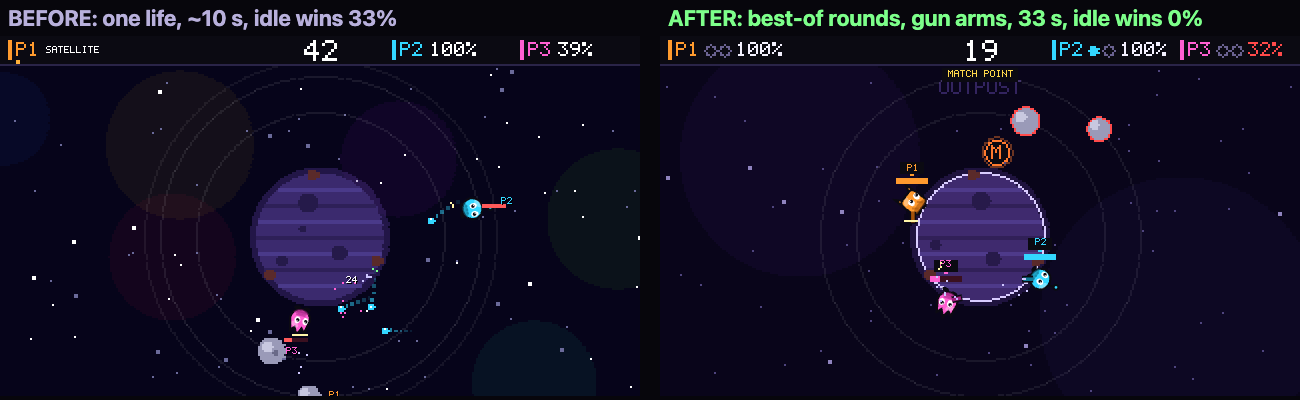 BEFORE: one life, ~10 s, idle wins 33%
P1 SATELLITE 42 P2 100% P3 39%
P2
24
P3
P1
AFTER: best-of rounds, gun arms, 33 s, idle wins 0%
P1 100% 19 P2 100% P3 32%
MATCH POINT
OUTPOST
M
P1
P2
P3